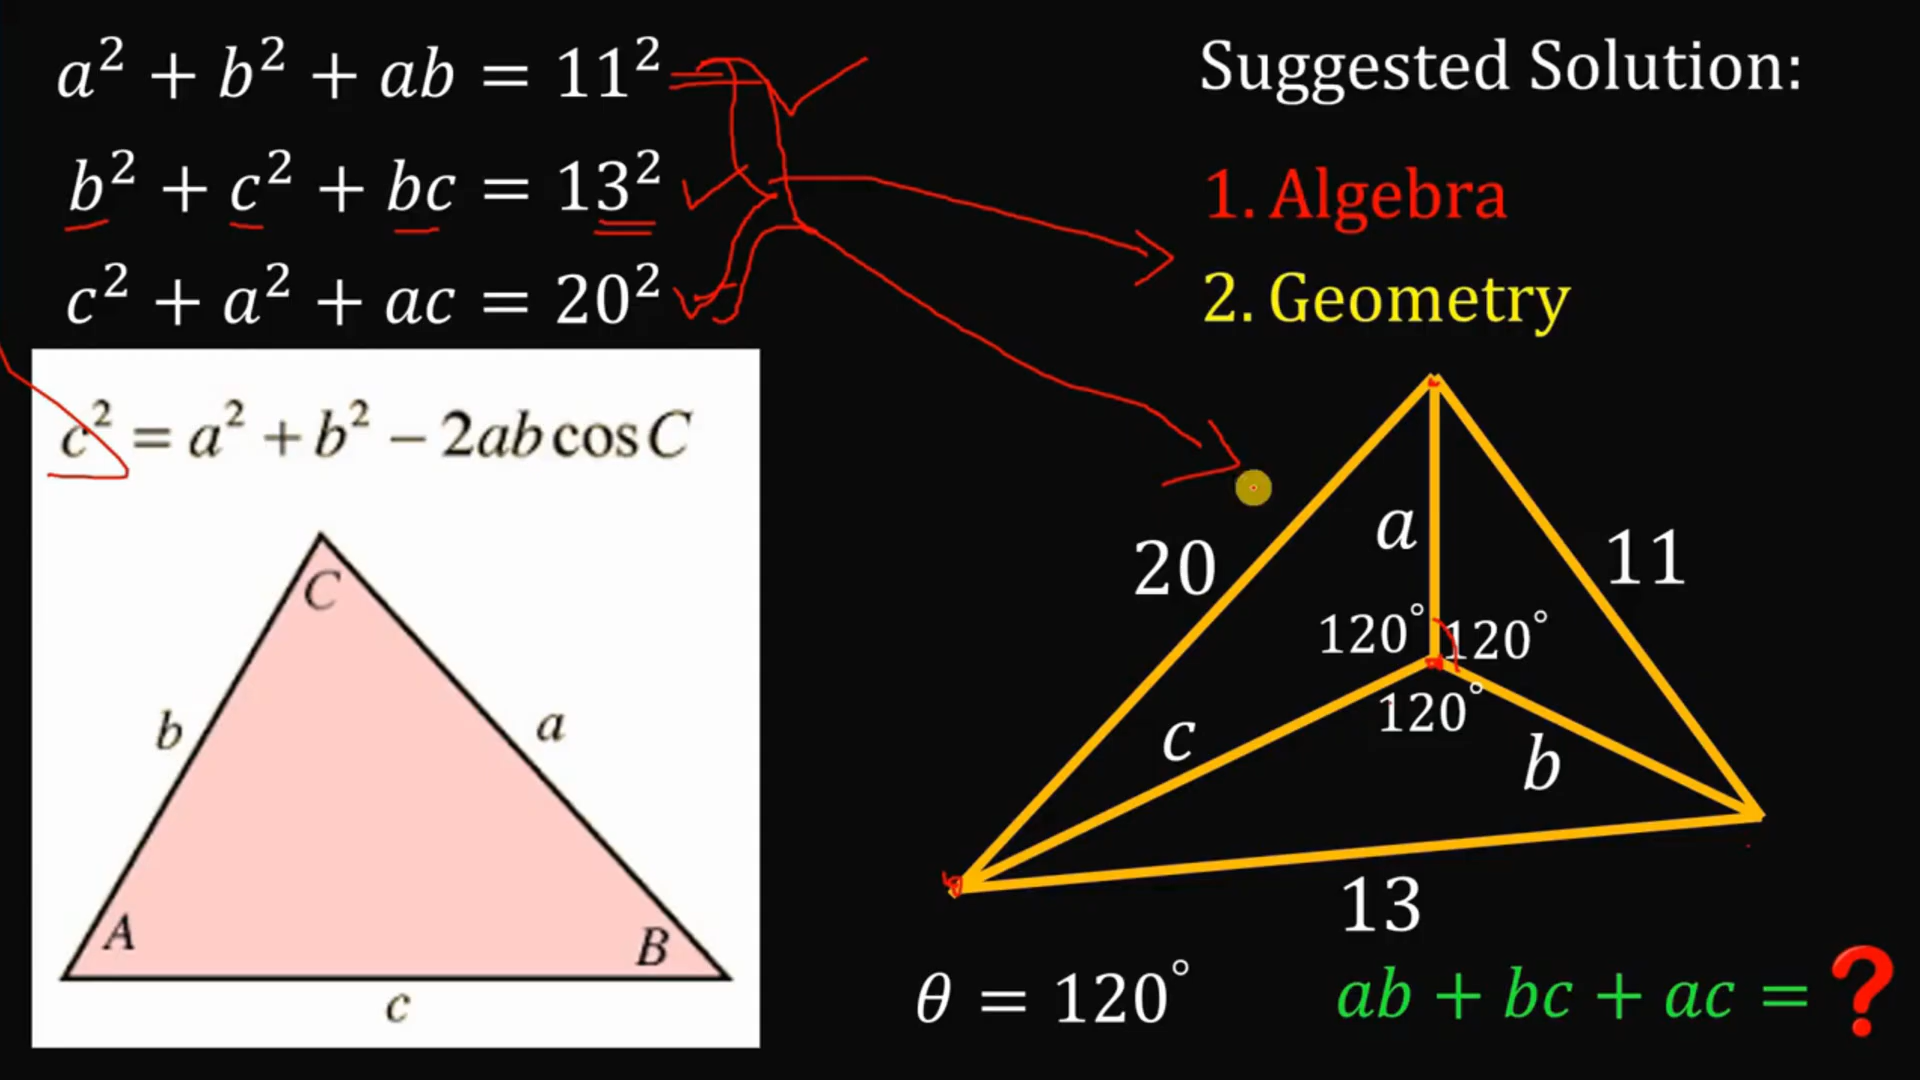 a² + b² + ab = 11²
b² + c² + bc = 13²
c² + a² + ac = 20²
c² = a² + b² − 2ab cos C
C
b
a
A
B
c
Suggested Solution:
1. Algebra
2. Geometry
20
a
11
120°
120°
120°
c
b
13
θ = 120°
ab + bc + ac = ?